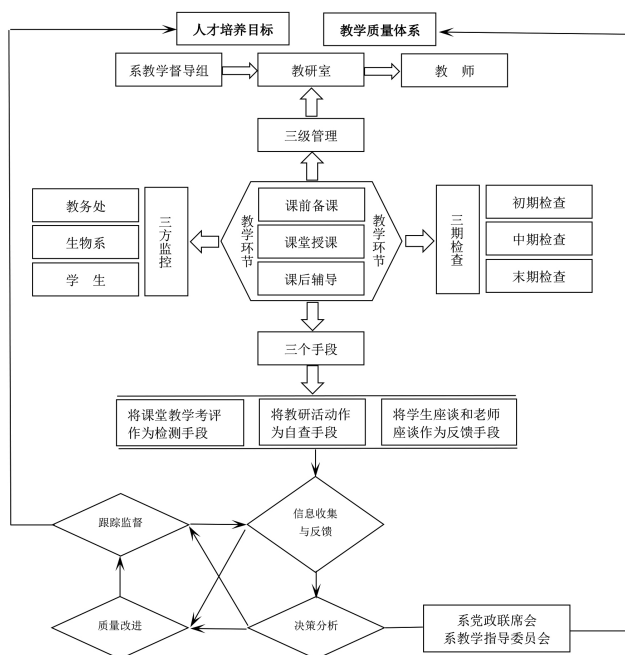 人才培养目标
教学质量体系
系教学督导组
教研室
教 师
三级管理
教务处
生物系
学 生
三方监控
教学环节
课前备课
课堂授课
课后辅导
教学环节
三期检查
初期检查
中期检查
末期检查
三个手段
将课堂教学考评
作为检测手段
将教研活动作
为自查手段
将学生座谈和老师
座谈作为反馈手段
跟踪监督
信息收集
与反馈
质量改进
决策分析
系党政联席会
系教学指导委员会